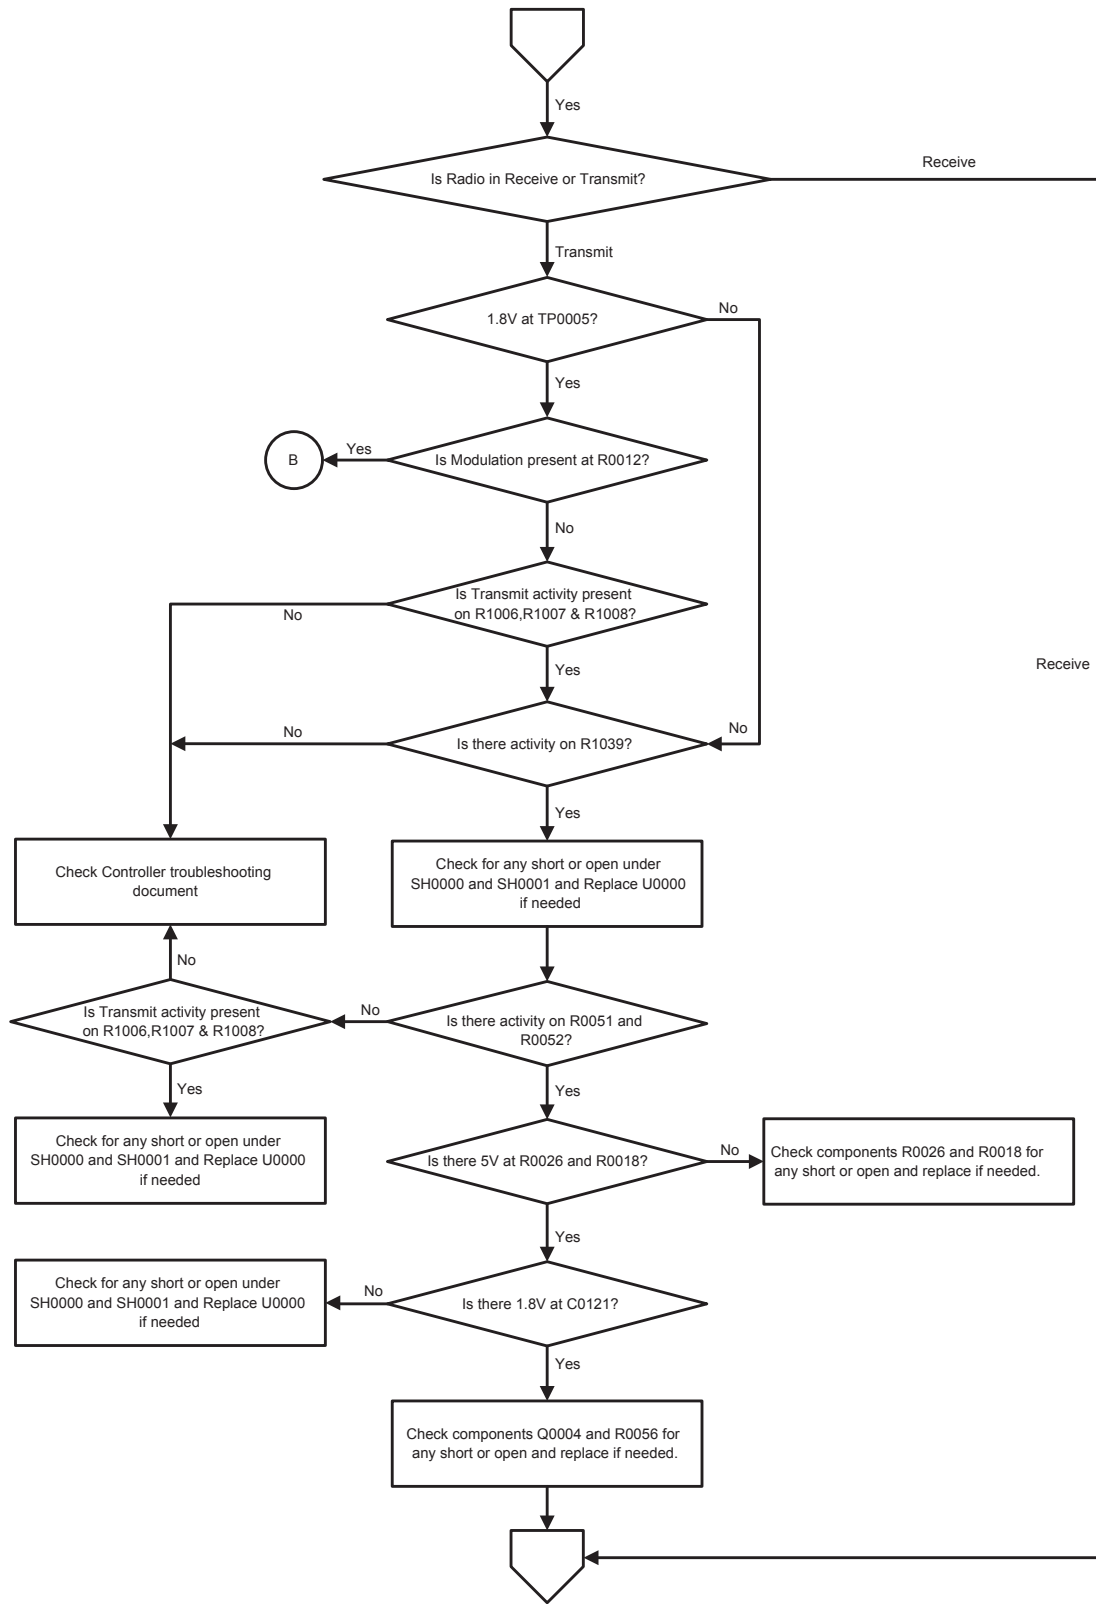 Yes
Is Radio in Receive or Transmit?
Receive
Transmit
1.8V at TP0005?
No
Yes
Is Modulation present at R0012?
Yes
B
No
Is Transmit activity present
on R1006,R1007 & R1008?
No
Yes
Receive
Is there activity on R1039?
No
No
Yes
Check Controller troubleshooting
document
Check for any short or open under
SH0000 and SH0001 and Replace U0000
if needed
No
Is Transmit activity present
on R1006,R1007 & R1008?
No
Is there activity on R0051 and
R0052?
Yes
Yes
Check for any short or open under
SH0000 and SH0001 and Replace U0000
if needed
Is there 5V at R0026 and R0018?
No
Check components R0026 and R0018 for
any short or open and replace if needed.
Yes
Check for any short or open under
SH0000 and SH0001 and Replace U0000
if needed
No
Is there 1.8V at C0121?
Yes
Check components Q0004 and R0056 for
any short or open and replace if needed.